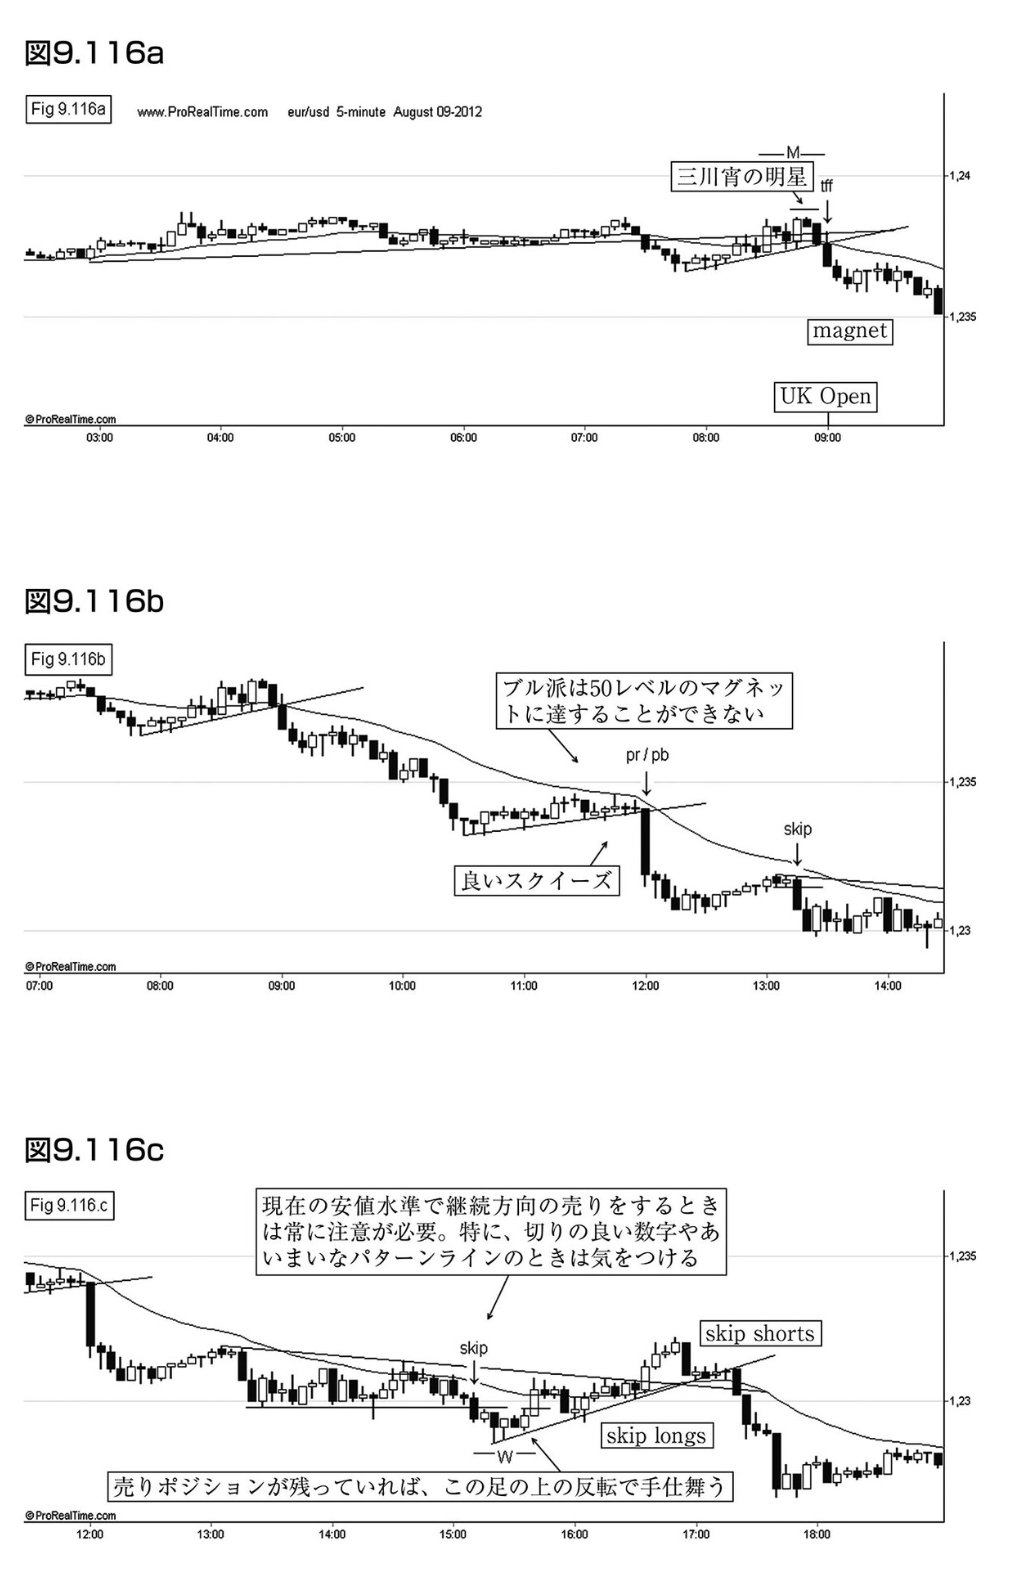 図9.116a
Fig 9.116a
www.ProRealTime.com eur/usd 5-minute August 09-2012
M
三川宵の明星
tff
1,24
1,235
magnet
UK Open
©ProRealTime.com
03:00 04:00 05:00 06:00 07:00 08:00 09:00
図9.116b
Fig 9.116b
ブル派は50レベルのマグネッ
トに達することができない
pr / pb
1,235
skip
良いスクイーズ
1,23
©ProRealTime.com
07:00 08:00 09:00 10:00 11:00 12:00 13:00 14:00
図9.116c
Fig 9.116.c
現在の安値水準で継続方向の売りをするとき
は常に注意が必要。特に、切りの良い数字やあ
いまいなパターンラインのときは気をつける
1,235
skip
skip shorts
1,23
skip longs
W
売りポジションが残っていれば、この足の上の反転で手仕舞う
©ProRealTime.com
12:00 13:00 14:00 15:00 16:00 17:00 18:00